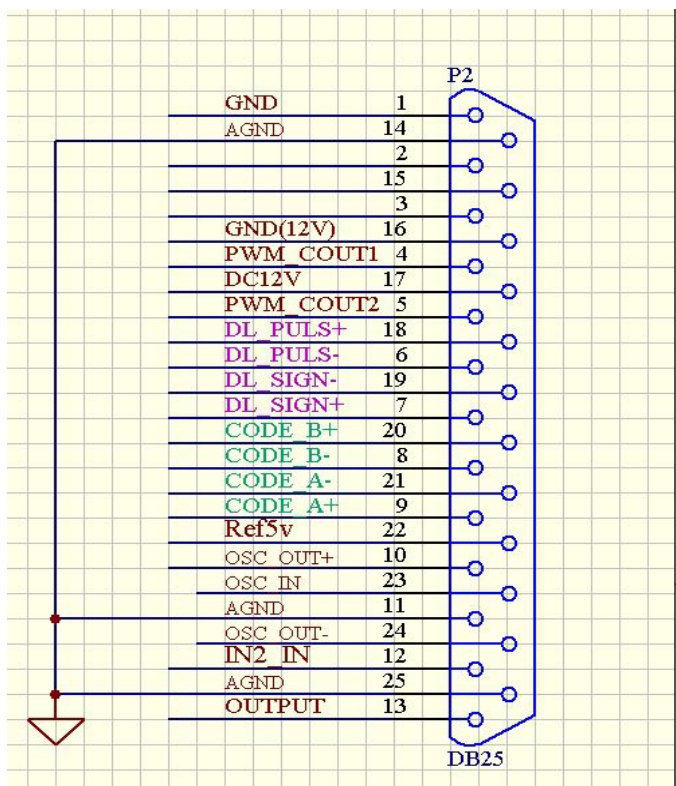 P2
GND 1
AGND 14
2
15
3
GND(12V) 16
PWM_COUT1 4
DC12V 17
PWM_COUT2 5
DL_PULS+ 18
DL_PULS- 6
DL_SIGN- 19
DL_SIGN+ 7
CODE_B+ 20
CODE_B- 8
CODE_A- 21
CODE_A+ 9
Ref5v 22
OSC_OUT+ 10
OSC_IN 23
AGND 11
OSC_OUT- 24
IN2_IN 12
AGND 25
OUTPUT 13
DB25